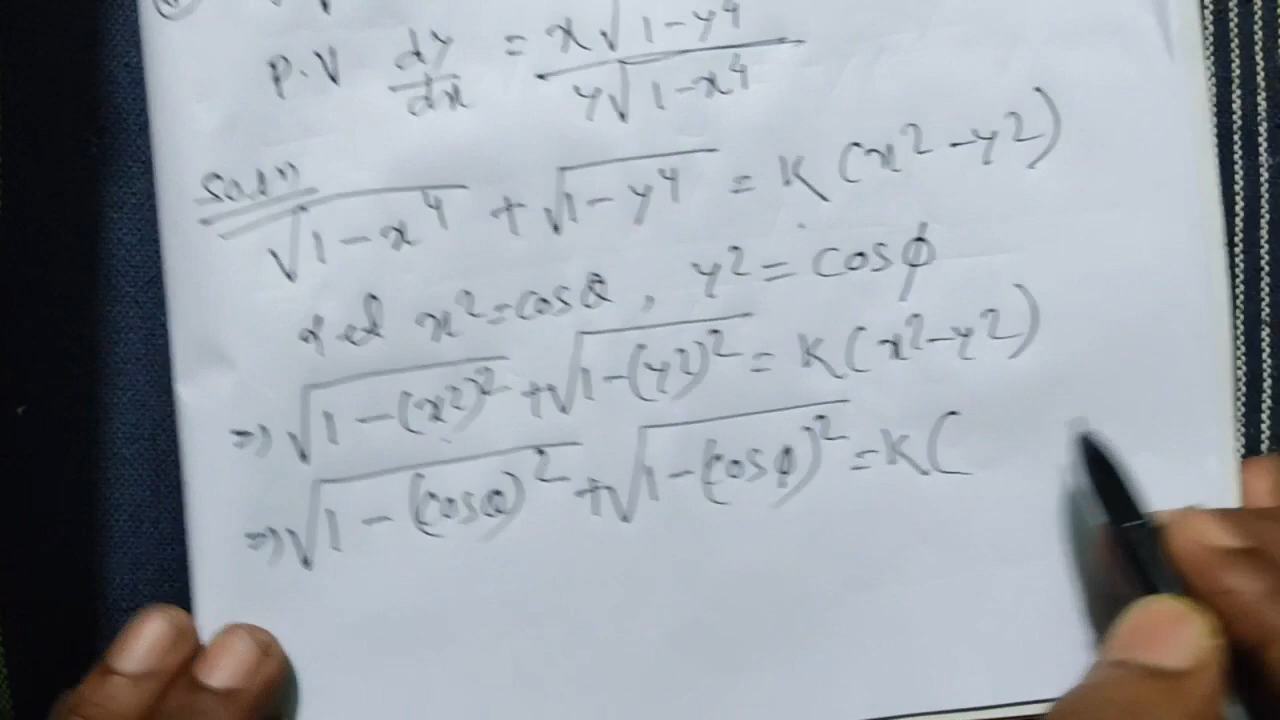 P.V dy/dx = x√1-y⁴ / y√1-x⁴
Soln
√1-x⁴ + √1-y⁴ = K(x²-y²)
Let x²=cosθ, y²=cosϕ
⇒√1-(x²)² + √1-(y²)² = K(x²-y²)
⇒√1-(cosθ)² + √1-(cosϕ)² = K(